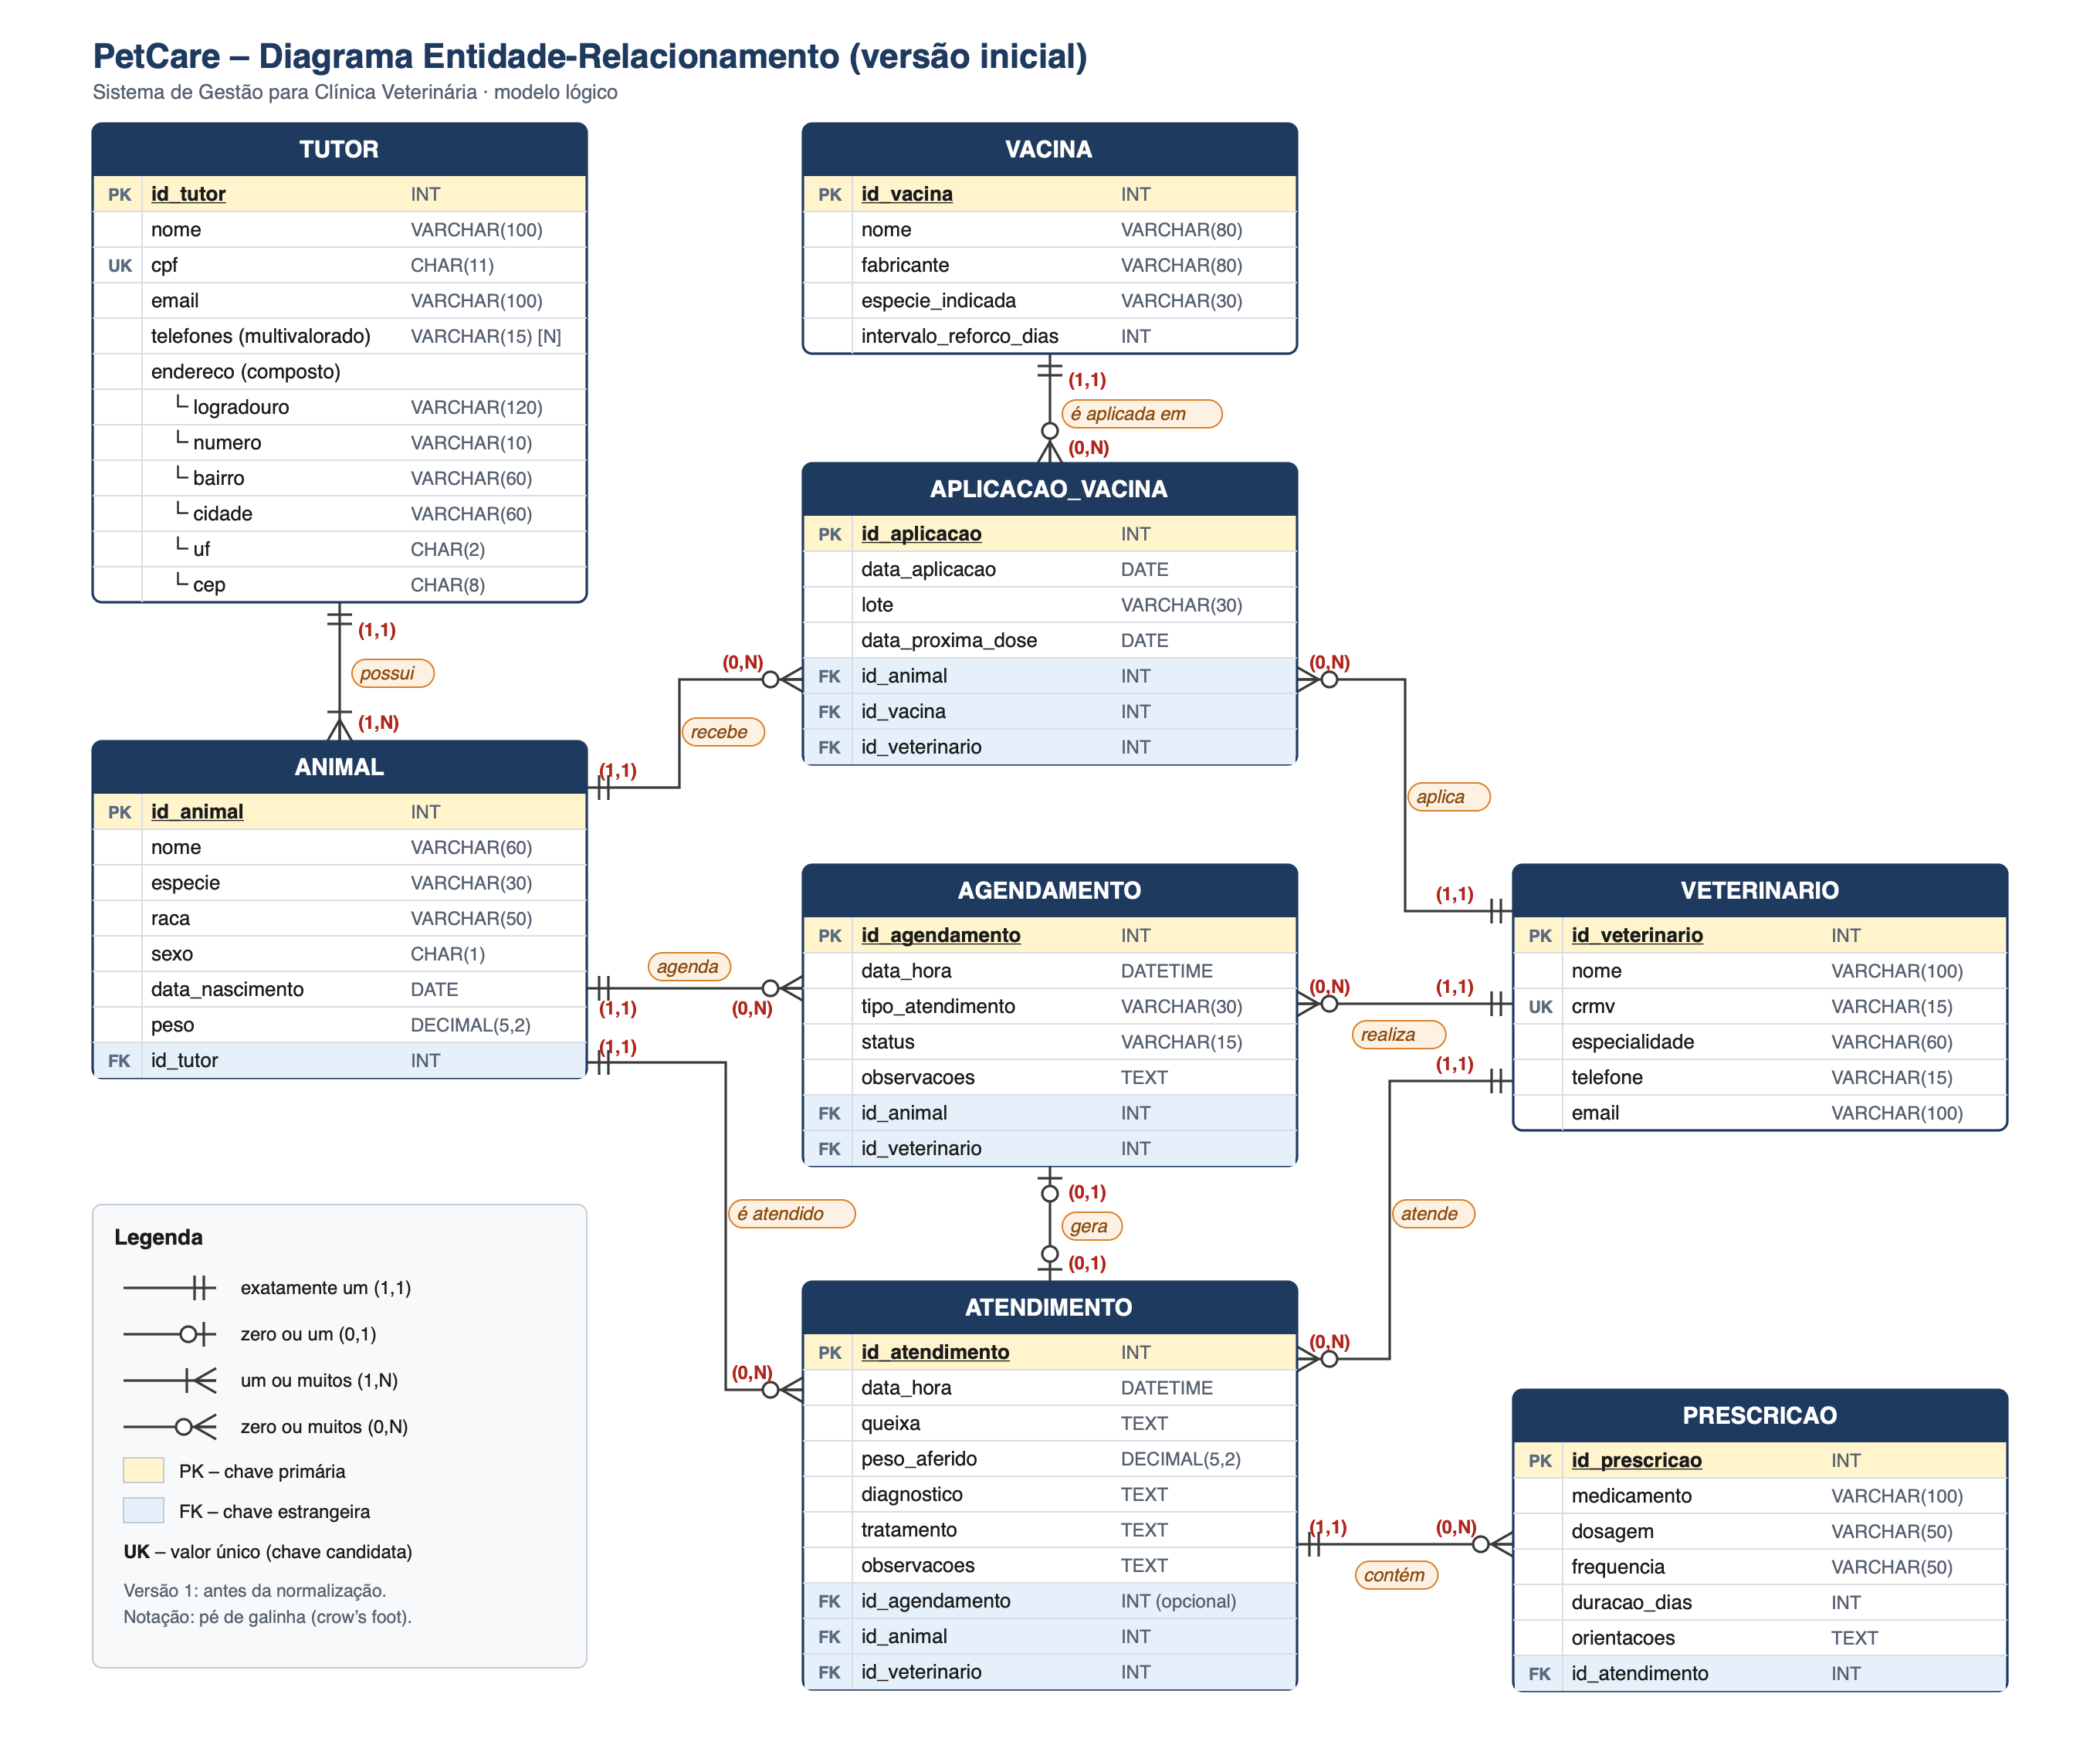 PetCare – Diagrama Entidade-Relacionamento (versão inicial)
Sistema de Gestão para Clínica Veterinária · modelo lógico
TUTOR
PK id_tutor INT
nome VARCHAR(100)
UK cpf CHAR(11)
email VARCHAR(100)
telefones (multivalorado) VARCHAR(15) [N]
endereco (composto)
└ logradouro VARCHAR(120)
└ numero VARCHAR(10)
└ bairro VARCHAR(60)
└ cidade VARCHAR(60)
└ uf CHAR(2)
└ cep CHAR(8)
(1,1)
possui
(1,N)
VACINA
PK id_vacina INT
nome VARCHAR(80)
fabricante VARCHAR(80)
especie_indicada VARCHAR(30)
intervalo_reforco_dias INT
(1,1)
é aplicada em
(0,N)
APLICACAO_VACINA
PK id_aplicacao INT
data_aplicacao DATE
lote VARCHAR(30)
data_proxima_dose DATE
FK id_animal INT
FK id_vacina INT
FK id_veterinario INT
(0,N)
recebe
(1,1)
(0,N)
aplica
(1,1)
ANIMAL
PK id_animal INT
nome VARCHAR(60)
especie VARCHAR(30)
raca VARCHAR(50)
sexo CHAR(1)
data_nascimento DATE
peso DECIMAL(5,2)
FK id_tutor INT
agenda
(1,1) (0,N)
(1,1)
é atendido
(0,N)
AGENDAMENTO
PK id_agendamento INT
data_hora DATETIME
tipo_atendimento VARCHAR(30)
status VARCHAR(15)
observacoes TEXT
FK id_animal INT
FK id_veterinario INT
(0,N) (1,1)
realiza
(1,1)
atende
(0,N)
VETERINARIO
PK id_veterinario INT
nome VARCHAR(100)
UK crmv VARCHAR(15)
especialidade VARCHAR(60)
telefone VARCHAR(15)
email VARCHAR(100)
(0,1)
gera
(0,1)
ATENDIMENTO
PK id_atendimento INT
data_hora DATETIME
queixa TEXT
peso_aferido DECIMAL(5,2)
diagnostico TEXT
tratamento TEXT
observacoes TEXT
FK id_agendamento INT (opcional)
FK id_animal INT
FK id_veterinario INT
(1,1) (0,N)
contém
PRESCRICAO
PK id_prescricao INT
medicamento VARCHAR(100)
dosagem VARCHAR(50)
frequencia VARCHAR(50)
duracao_dias INT
orientacoes TEXT
FK id_atendimento INT
Legenda
exatamente um (1,1)
zero ou um (0,1)
um ou muitos (1,N)
zero ou muitos (0,N)
PK – chave primária
FK – chave estrangeira
UK – valor único (chave candidata)
Versão 1: antes da normalização.
Notação: pé de galinha (crow’s foot).